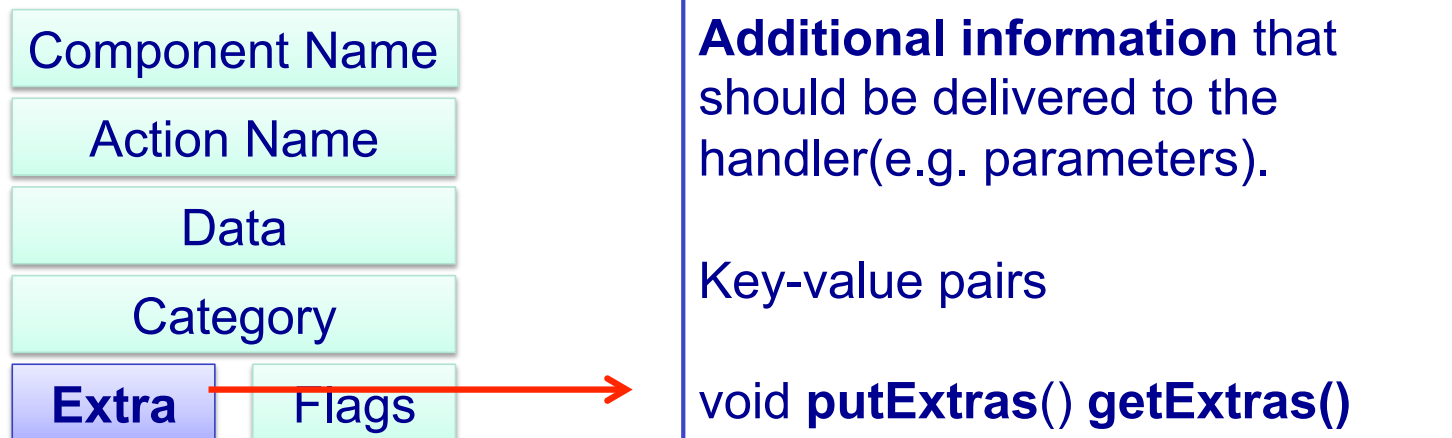 Component Name
Action Name
Data
Category
Extra
Flags
Additional information that
should be delivered to the
handler(e.g. parameters).
Key-value pairs
void putExtras() getExtras()